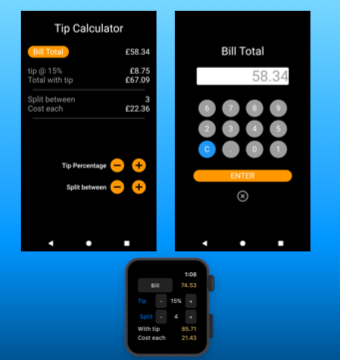 Tip Calculator
Bill Total £58.34
tip @ 15% £8.75
Total with tip £67.09
Split between 3
Cost each £22.36
Tip Percentage - +
Split between - +
Bill Total
58.34
6 7 8 9
2 3 4 5
C . 0 1
ENTER
1:08
Bill 74.53
Tip - 15% +
Split - 4 +
With tip 85.71
Cost each 21.43